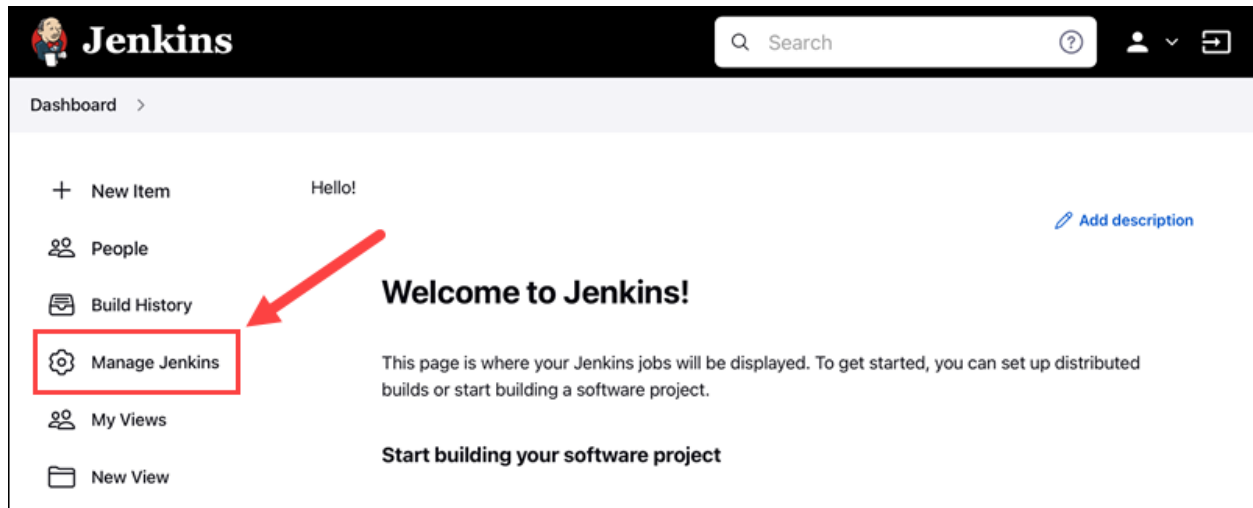 Jenkins
Search
Dashboard
New Item
People
Build History
Manage Jenkins
My Views
New View
Hello!
Add description
Welcome to Jenkins!
This page is where your Jenkins jobs will be displayed. To get started, you can set up distributed
builds or start building a software project.
Start building your software project